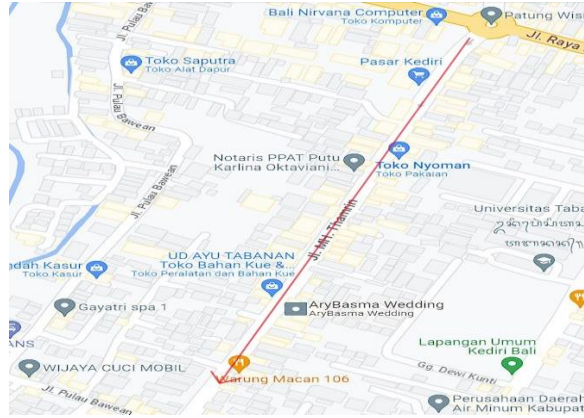 Bali Nirvana Computer
Toko Komputer
Patung Wis
Jl. Raya
Jl. Pulau Bawean
Toko Saputra
Toko Alat Dapur
Pasar Kediri
Notaris PPAT Putu
Karlina Oktaviani...
Toko Nyoman
Toko Pakaian
Jl. Pulau Bawean
Jl. MH. Thamrin
Universitas Taba
UD AYU TABANAN
Toko Bahan Kue &...
Toko Peralatan dan Bahan Kue
ndah Kasur
Toko Kasur
Gayatri spa 1
AryBasma Wedding
AryBasma Wedding
ANS
WIJAYA CUCI MOBIL
Warung Macan 106
Lapangan Umum
Kediri Bali
Gg. Dewi Kunti
Jl. Pulau Bawean
Perusahaan Daerah
Air Minum Kabupat